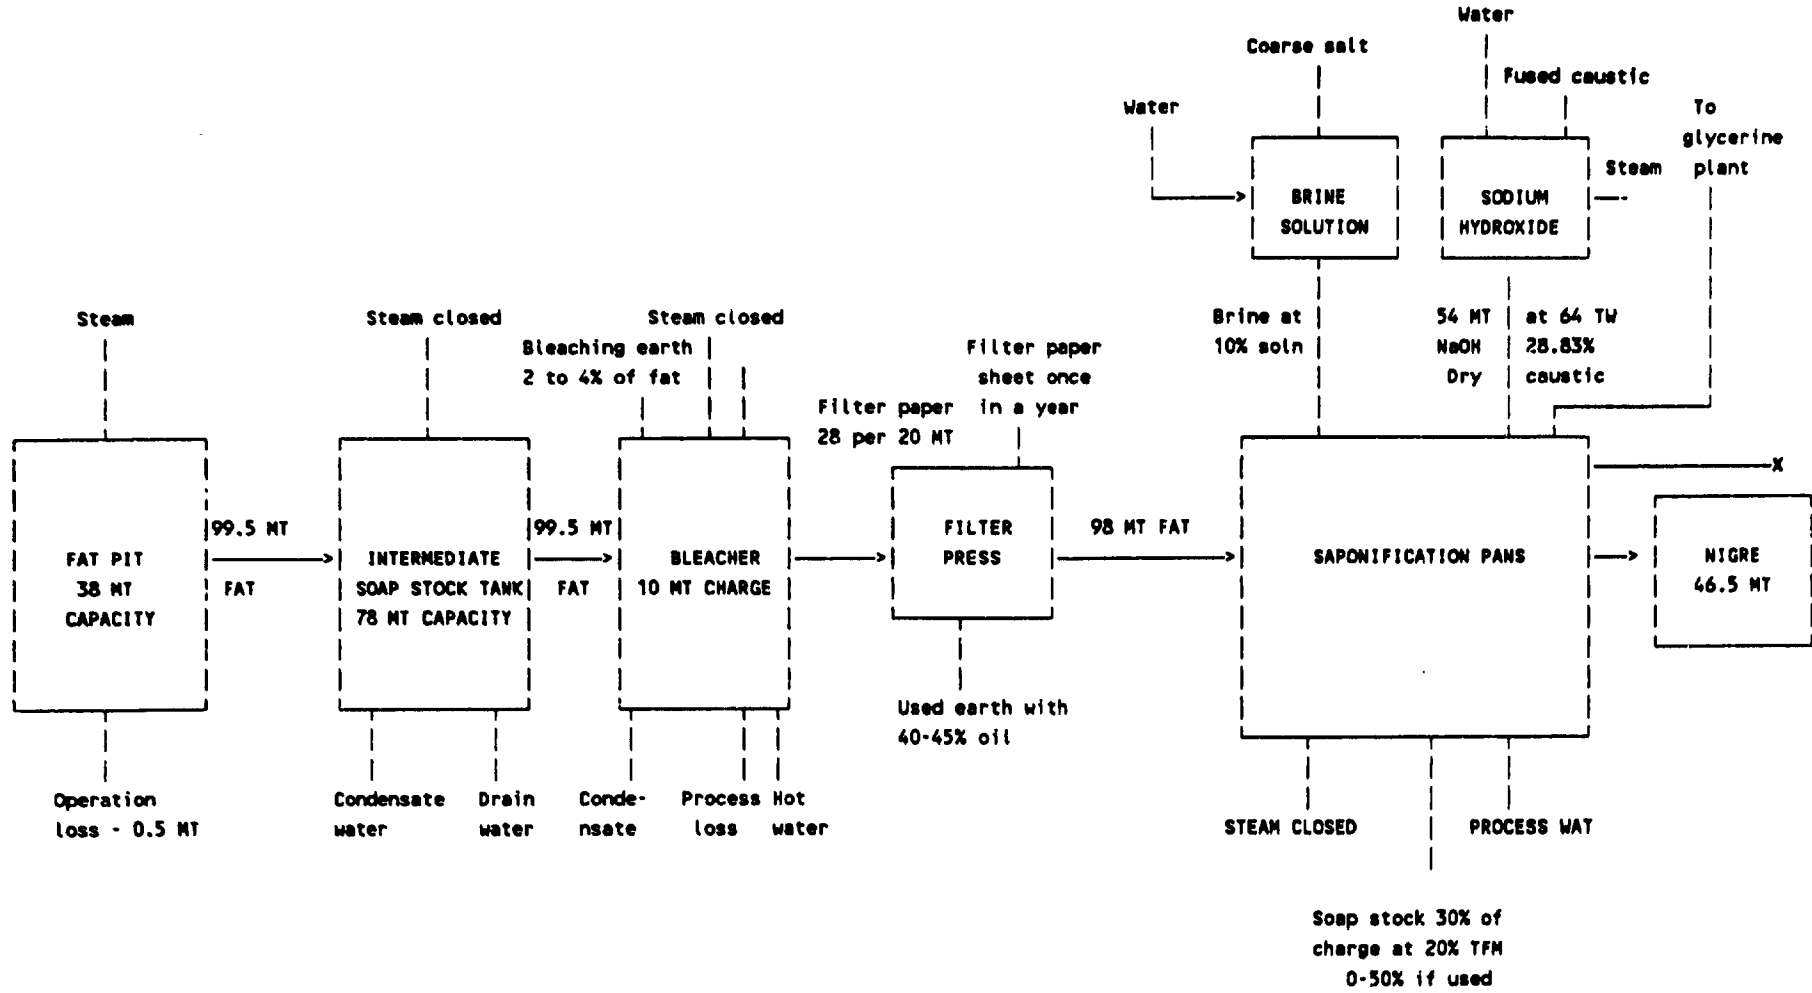 Water
Coarse salt
Fused caustic
Water
To
glycerine
plant
Steam
BRINE
SOLUTION
SODIUM
HYDROXIDE
Steam
Steam closed
Steam closed
Bleaching earth
2 to 4% of fat
Filter paper
sheet once
in a year
Filter paper
28 per 20 MT
Brine at
10% soln
54 MT
NaOH
Dry
at 64 TW
28.83%
caustic
FAT PIT
38 MT
CAPACITY
99.5 MT
FAT
INTERMEDIATE
SOAP STOCK TANK
78 MT CAPACITY
99.5 MT
FAT
BLEACHER
10 MT CHARGE
FILTER
PRESS
98 MT FAT
SAPONIFICATION PANS
X
NIGRE
46.5 MT
Operation
loss - 0.5 MT
Condensate
water
Drain
water
Conde-
nsate
Process
loss
Hot
water
Used earth with
40-45% oil
STEAM CLOSED
PROCESS WAT
Soap stock 30% of
charge at 20% TFM
0-50% if used